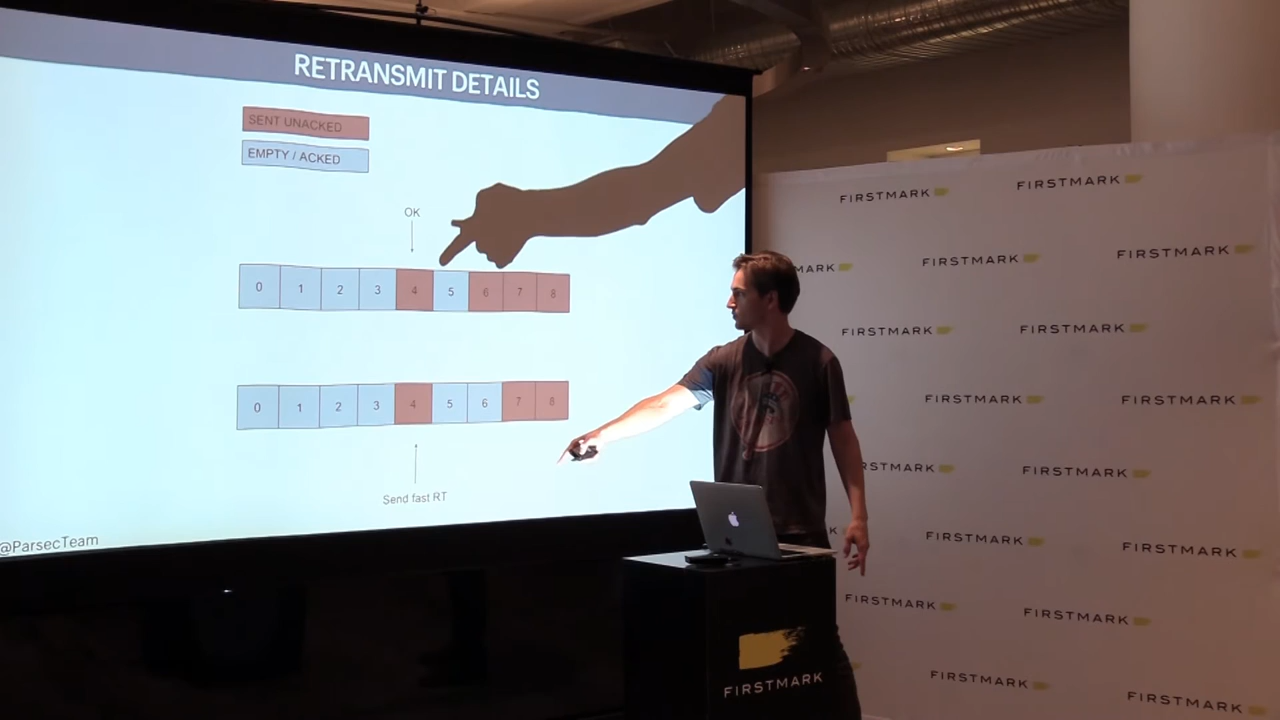 RETRANSMIT DETAILS
SENT UNACKED
EMPTY / ACKED
OK
0 1 2 3 4 5 6 7 8
0 1 2 3 4 5 6 7 8
Send fast RT
@ParsecTeam
FIRSTMARK
FIRSTMARK
MARK
FIRSTMARK
FIRSTMARK
FIRSTMARK
FIRSTMARK
FIRSTMARK
FIRSTMARK
RSTMARK
FIRSTMARK
FIRSTMARK
FIRSTMARK
FIRSTMARK
FIRSTMARK
FIRSTMARK
FIRSTMARK
FIRSTMARK